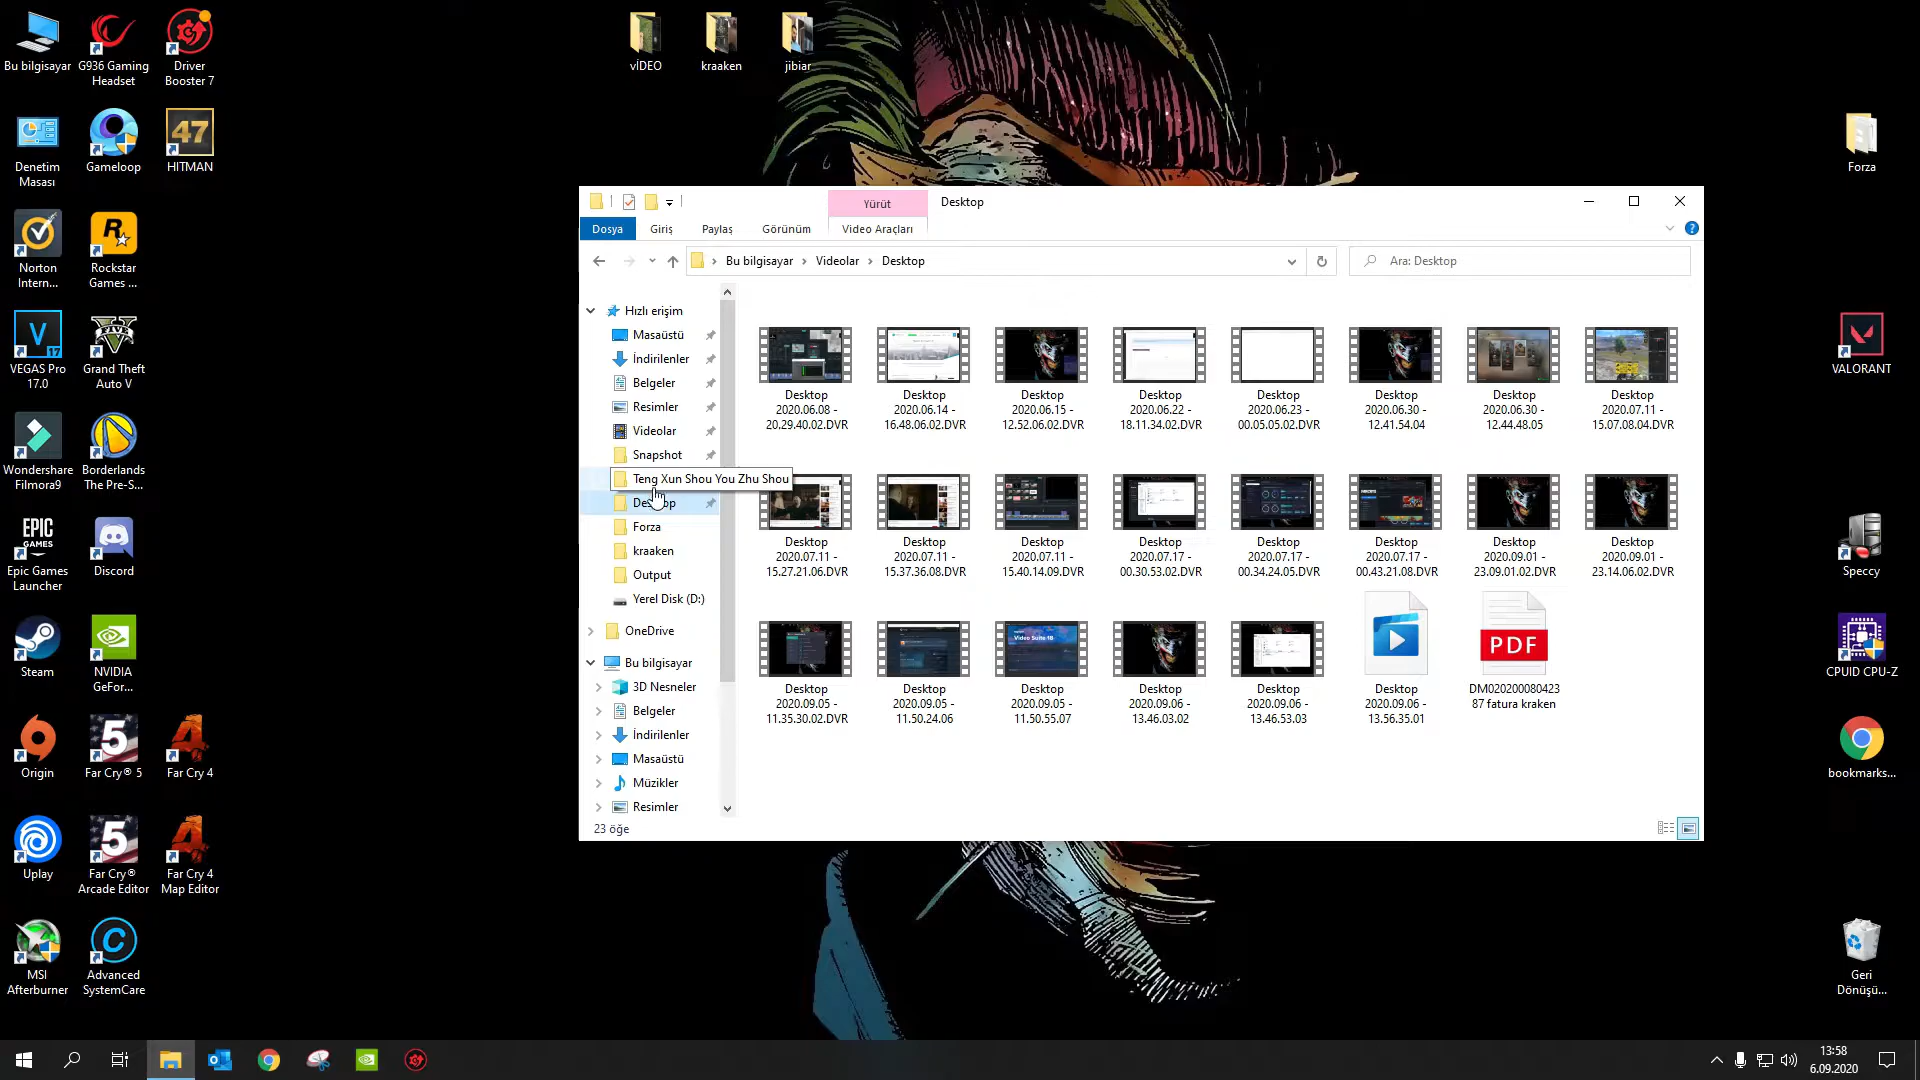 Bu bilgisayar
G936 Gaming
Headset
Driver
Booster 7
Denetim
Masası
Gameloop
47
HITMAN
Norton
Intern...
Rockstar
Games ...
VEGAS Pro
17.0
Grand Theft
Auto V
Wondershare
Filmora9
Borderlands
The Pre-S...
EPIC
GAMES
Epic Games
Launcher
Discord
Steam
NVIDIA
GeFor...
Origin
Far Cry® 5
Far Cry 4
Uplay
Far Cry®
Arcade Editor
Far Cry 4
Map Editor
MSI
Afterburner
Advanced
SystemCare
vİDEO
kraaken
jibiar
Forza
VALORANT
Speccy
CPUID CPU-Z
bookmarks...
Geri
Dönüşü...
Yürüt
Desktop
Dosya
Giriş
Paylaş
Görünüm
Video Araçları
Bu bilgisayar
Videolar
Desktop
Ara: Desktop
Hızlı erişim
Masaüstü
İndirilenler
Belgeler
Resimler
Videolar
Snapshot
Teng Xun Shou You Zhu Shou
Desktop
Forza
kraaken
Output
Yerel Disk (D:)
OneDrive
Bu bilgisayar
3D Nesneler
Belgeler
İndirilenler
Masaüstü
Müzikler
Resimler
23 öğe
Desktop
2020.06.08 -
20.29.40.02.DVR
Desktop
2020.06.14 -
16.48.06.02.DVR
Desktop
2020.06.15 -
12.52.06.02.DVR
Desktop
2020.06.22 -
18.11.34.02.DVR
Desktop
2020.06.23 -
00.05.05.02.DVR
Desktop
2020.06.30 -
12.41.54.04
Desktop
2020.06.30 -
12.44.48.05
Desktop
2020.07.11 -
15.07.08.04.DVR
Desktop
2020.07.11 -
15.27.21.06.DVR
Desktop
2020.07.11 -
15.37.36.08.DVR
Desktop
2020.07.11 -
15.40.14.09.DVR
Desktop
2020.07.17 -
00.30.53.02.DVR
Desktop
2020.07.17 -
00.34.24.05.DVR
Desktop
2020.07.17 -
00.43.21.08.DVR
Desktop
2020.09.01 -
23.09.01.02.DVR
Desktop
2020.09.01 -
23.14.06.02.DVR
Desktop
2020.09.05 -
11.35.30.02.DVR
Desktop
2020.09.05 -
11.50.24.06
Video Suite 18
Desktop
2020.09.05 -
11.50.55.07
Desktop
2020.09.06 -
13.46.03.02
Desktop
2020.09.06 -
13.46.53.03
Desktop
2020.09.06 -
13.56.35.01
PDF
DM020200080423
87 fatura kraken
13:58
6.09.2020